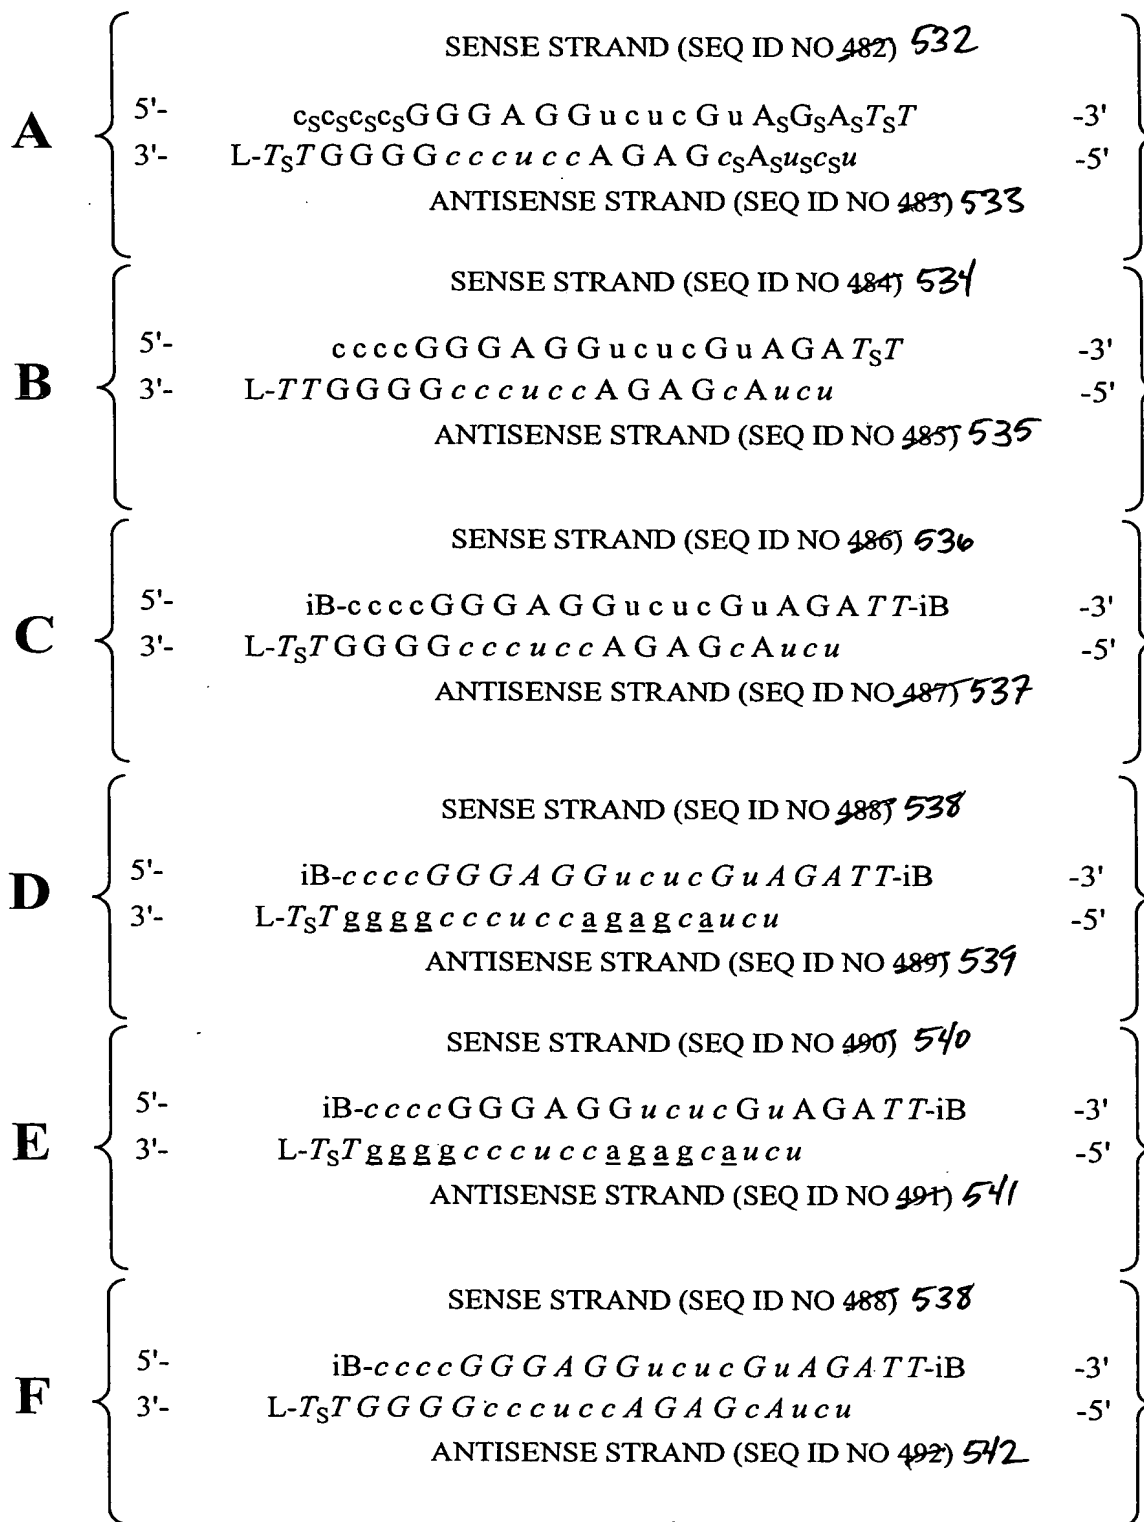 SENSE STRAND (SEQ ID NO 482) 532
A
5'- cScScScSGGGAGGucucGuASGSASTST -3'
3'- L-TSTGGGGcccuccAGAGcSASuScSu -5'
ANTISENSE STRAND (SEQ ID NO 483) 533
SENSE STRAND (SEQ ID NO 484) 534
B
5'- ccccGGGAGGucucGuAGATST -3'
3'- L-TTGGGGcccuccAGAGcAucu -5'
ANTISENSE STRAND (SEQ ID NO 485) 535
SENSE STRAND (SEQ ID NO 486) 536
C
5'- iB-ccccGGGAGGucucGuAGATT-iB -3'
3'- L-TSTGGGGcccuccAGAGcAucu -5'
ANTISENSE STRAND (SEQ ID NO 487) 537
SENSE STRAND (SEQ ID NO 488) 538
D
5'- iB-ccccGGGAGGucucGuAGATT-iB -3'
3'- L-TSTggggcccuccagagcaucu -5'
ANTISENSE STRAND (SEQ ID NO 489) 539
SENSE STRAND (SEQ ID NO 490) 540
E
5'- iB-ccccGGGAGGucucGuAGATT-iB -3'
3'- L-TSTggggcccuccagagcaucu -5'
ANTISENSE STRAND (SEQ ID NO 491) 541
SENSE STRAND (SEQ ID NO 488) 538
F
5'- iB-ccccGGGAGGucucGuAGATT-iB -3'
3'- L-TSTGGGGcccuccAGAGcAucu -5'
ANTISENSE STRAND (SEQ ID NO 492) 542